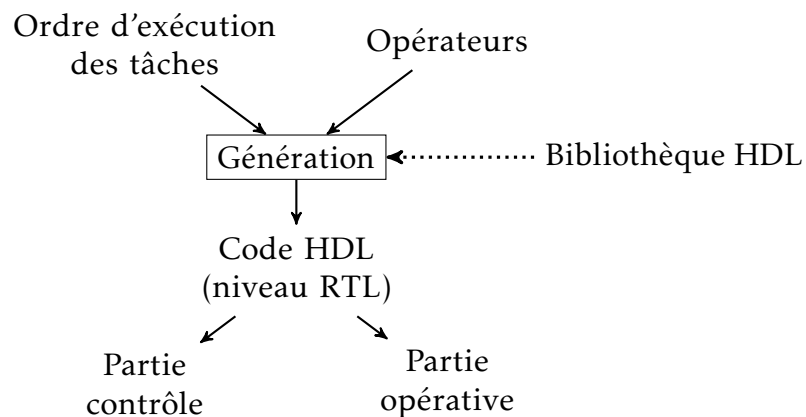 Ordre d'exécution
des tâches
Opérateurs
Génération
Bibliothèque HDL
Code HDL
(niveau RTL)
Partie
contrôle
Partie
opérative